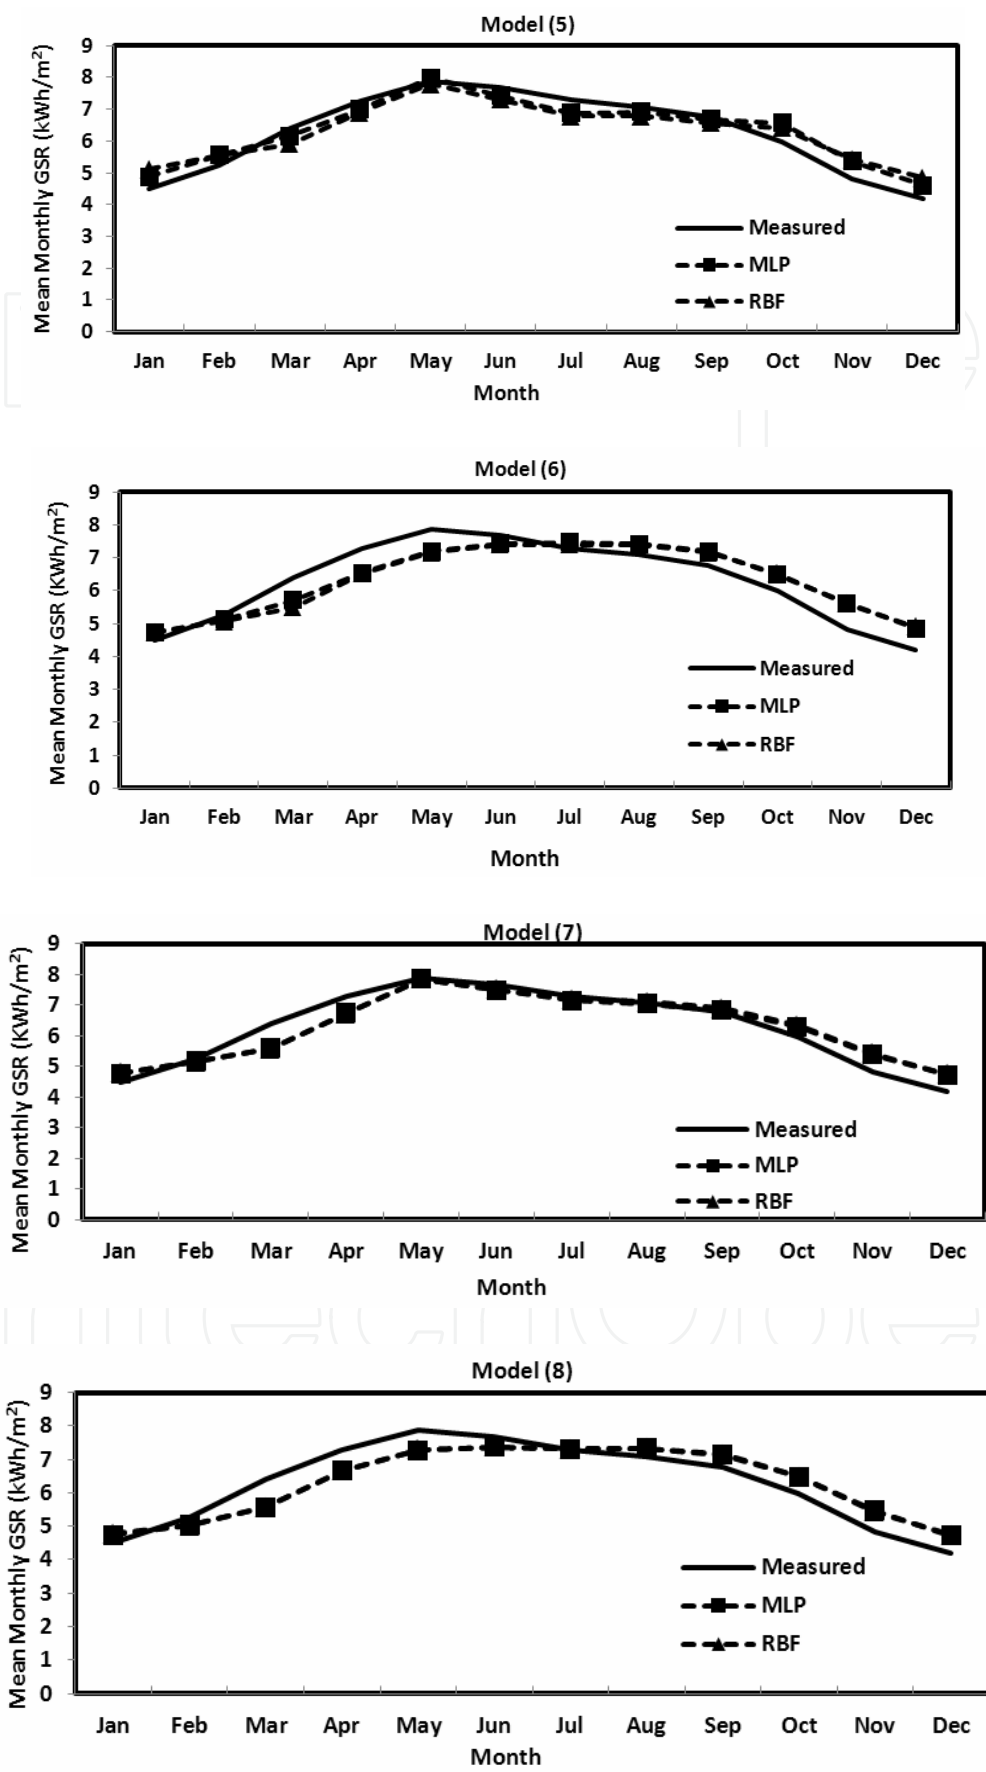 Model (5)
Mean Monthly GSR (kWh/m²)
9
8
7
6
5
4
3
2
1
0
Measured
MLP
RBF
Jan Feb Mar Apr May Jun Jul Aug Sep Oct Nov Dec
Month
Model (6)
Mean Monthly GSR (KWh/m²)
9
8
7
6
5
4
3
2
1
0
Measured
MLP
RBF
Jan Feb Mar Apr May Jun Jul Aug Sep Oct Nov Dec
Month
Model (7)
Mean Monthly GSR (KWh/m²)
9
8
7
6
5
4
3
2
1
0
Measured
MLP
RBF
Jan Feb Mar Apr May Jun Jul Aug Sep Oct Nov Dec
Month
Model (8)
Mean Monthly GSR (kWh/m²)
9
8
7
6
5
4
3
2
1
0
Measured
MLP
RBF
Jan Feb Mar Apr May Jun Jul Aug Sep Oct Nov Dec
Month